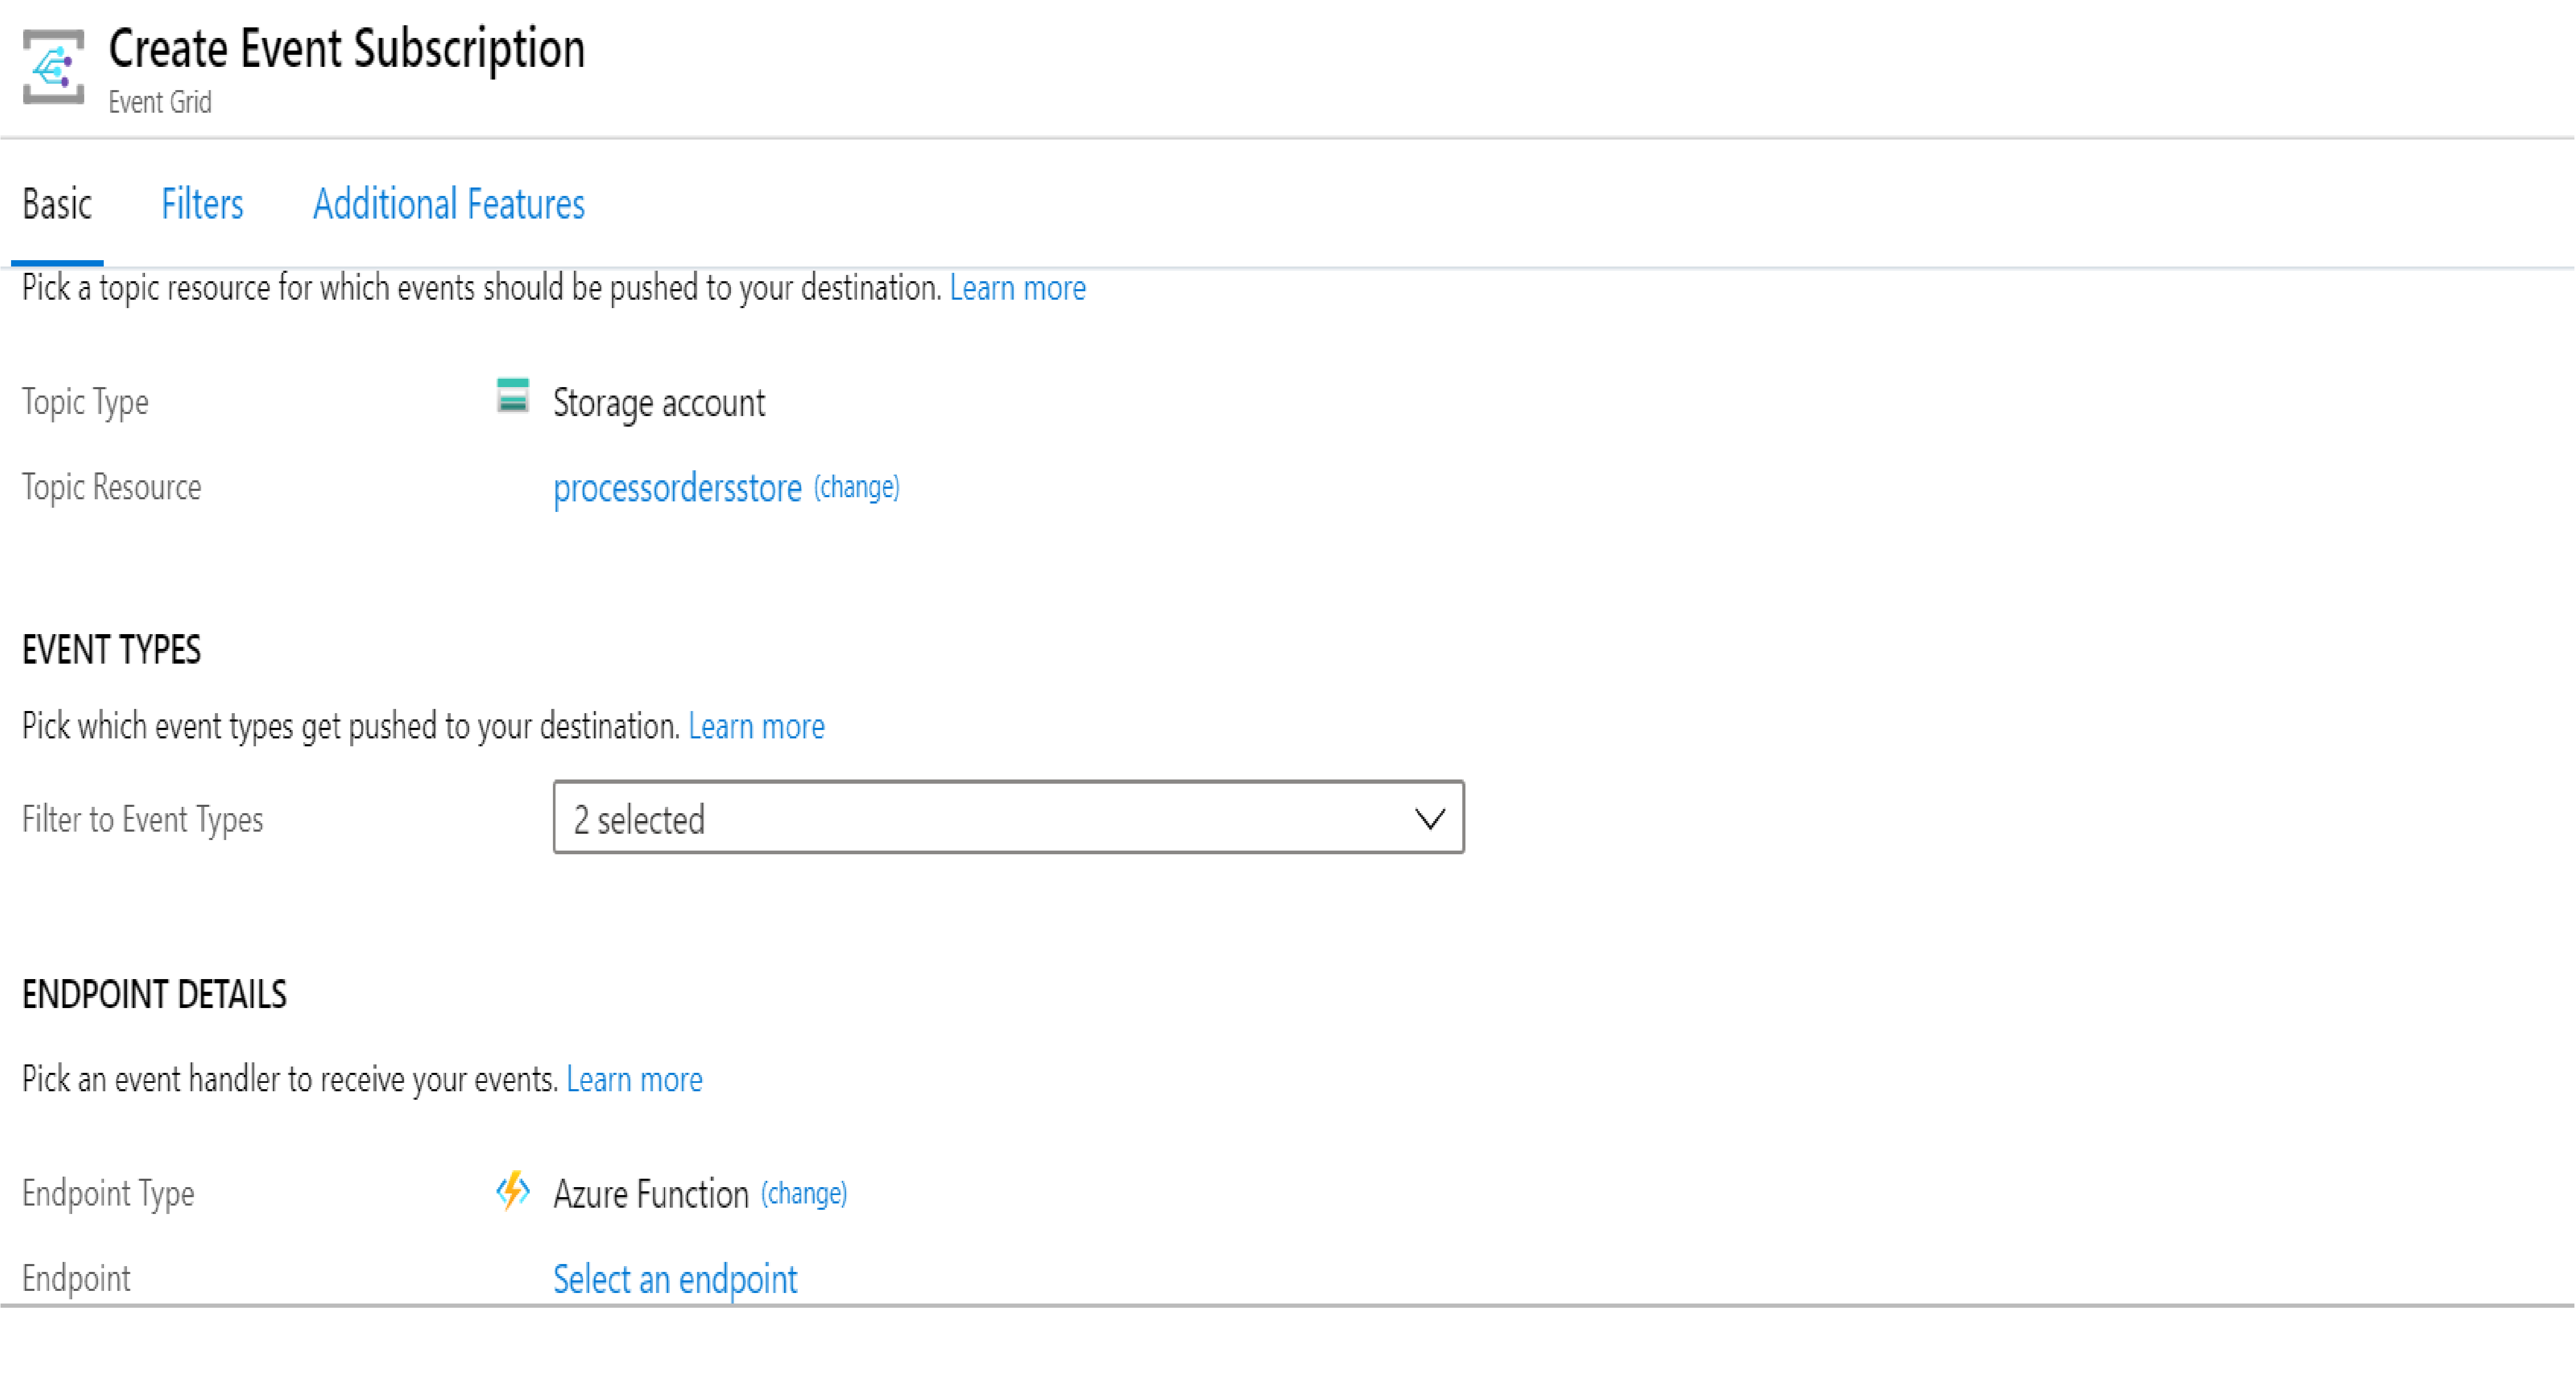 Create Event Subscription
Event Grid
Basic Filters Additional Features
Pick a topic resource for which events should be pushed to your destination. Learn more
Topic Type Storage account
Topic Resource processordersstore (change)
EVENT TYPES
Pick which event types get pushed to your destination. Learn more
Filter to Event Types 2 selected
ENDPOINT DETAILS
Pick an event handler to receive your events. Learn more
Endpoint Type Azure Function (change)
Endpoint Select an endpoint